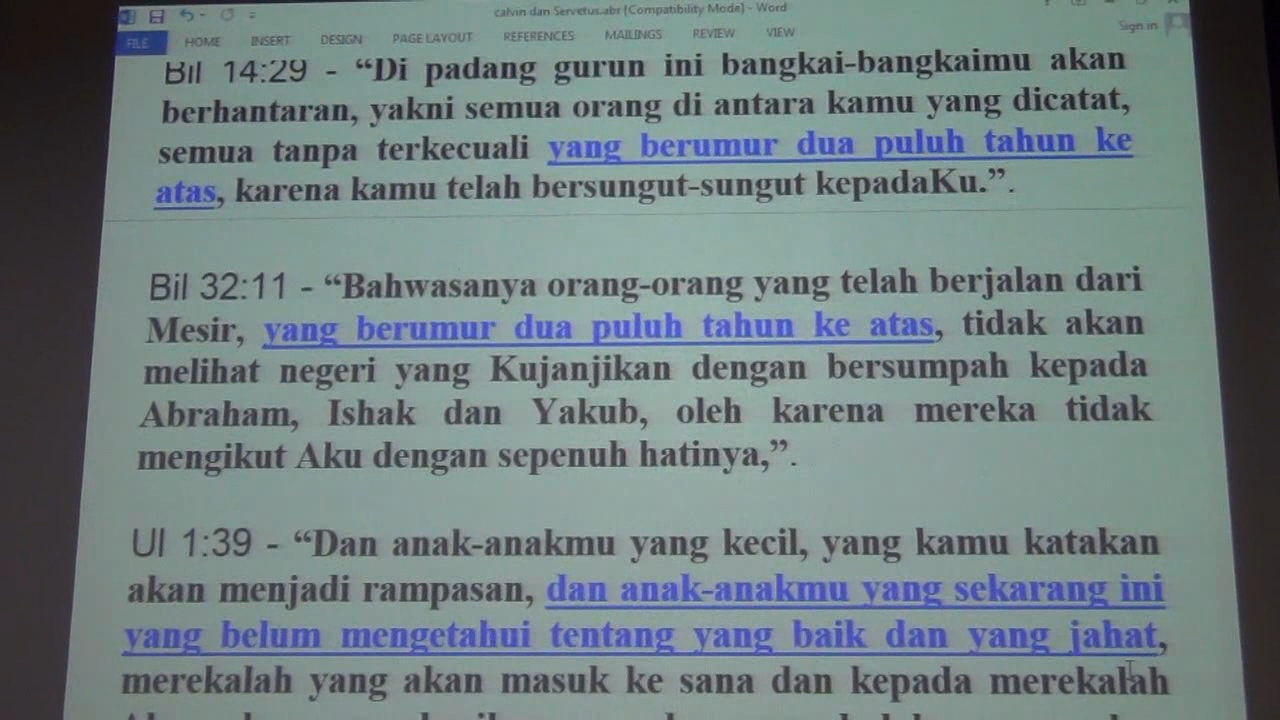 calvin dan Servetus.abr [Compatibility Mode] - Word
FILE HOME INSERT DESIGN PAGE LAYOUT REFERENCES MAILINGS REVIEW VIEW Sign in
Bil 14:29 - “Di padang gurun ini bangkai-bangkaimu akan
berhantaran, yakni semua orang di antara kamu yang dicatat,
semua tanpa terkecuali yang berumur dua puluh tahun ke
atas, karena kamu telah bersungut-sungut kepadaKu.”.
Bil 32:11 - “Bahwasanya orang-orang yang telah berjalan dari
Mesir, yang berumur dua puluh tahun ke atas, tidak akan
melihat negeri yang Kujanjikan dengan bersumpah kepada
Abraham, Ishak dan Yakub, oleh karena mereka tidak
mengikut Aku dengan sepenuh hatinya,”.
Ul 1:39 - “Dan anak-anakmu yang kecil, yang kamu katakan
akan menjadi rampasan, dan anak-anakmu yang sekarang ini
yang belum mengetahui tentang yang baik dan yang jahat,
merekalah yang akan masuk ke sana dan kepada merekalah